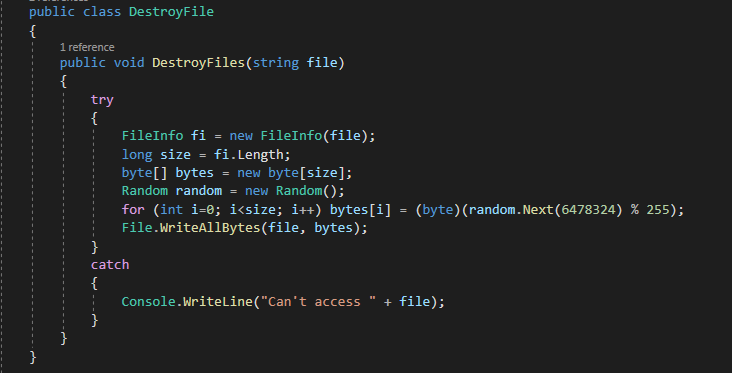 public class DestroyFile
{
1 reference
public void DestroyFiles(string file)
{
try
{
FileInfo fi = new FileInfo(file);
long size = fi.Length;
byte[] bytes = new byte[size];
Random random = new Random();
for (int i=0; i<size; i++) bytes[i] = (byte)(random.Next(6478324) % 255);
File.WriteAllBytes(file, bytes);
}
catch
{
Console.WriteLine("Can't access " + file);
}
}
}